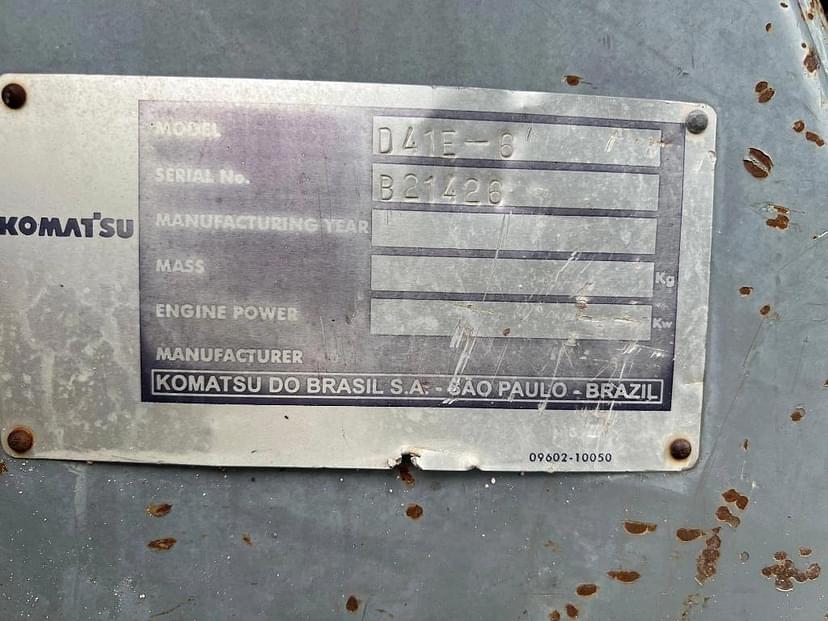 MODEL D41E-6
SERIAL No. B21426
KOMATSU
MANUFACTURING YEAR
MASS Kg
ENGINE POWER Kw
MANUFACTURER
KOMATSU DO BRASIL S.A. - SÃO PAULO - BRAZIL
09602-10050